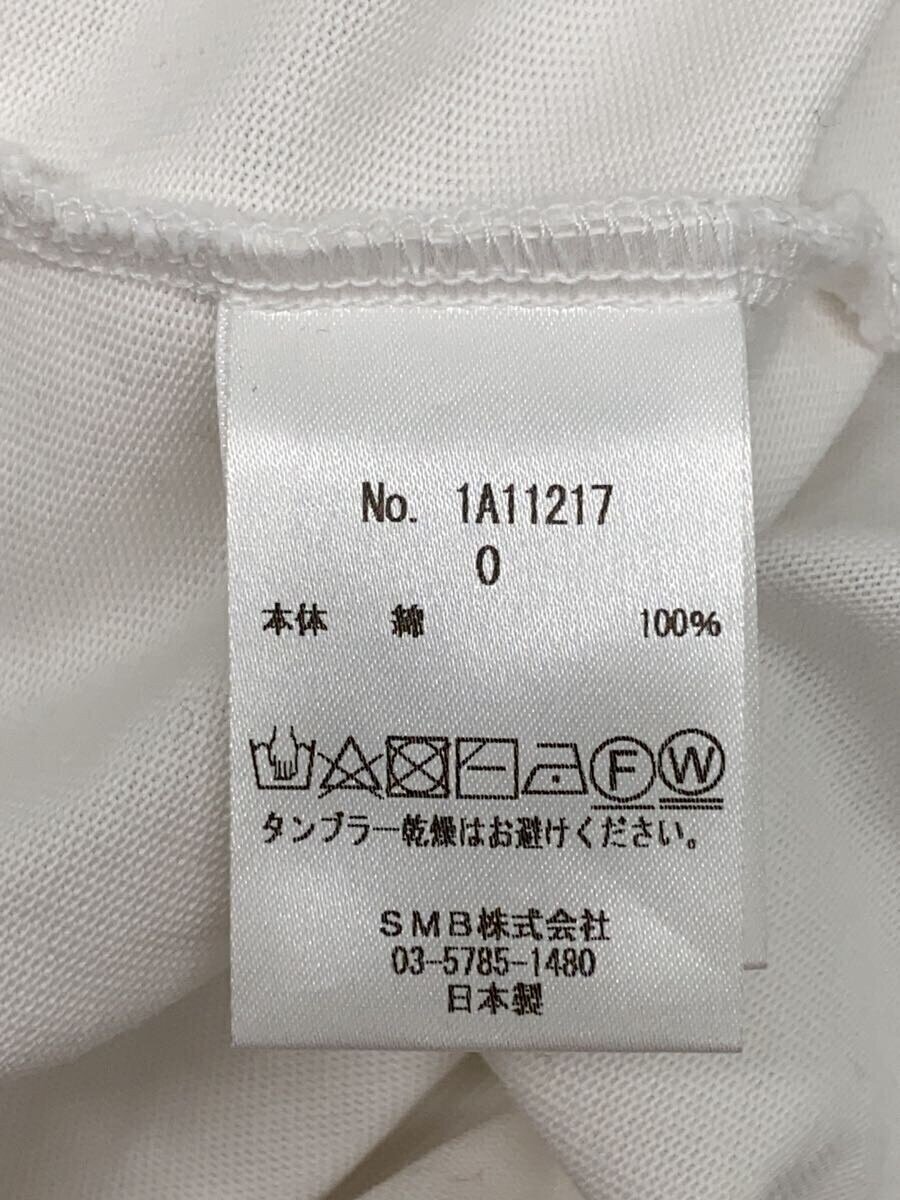 No. 1A11217
0
本体 綿 100%
F W
タンブラー乾燥はお避けください。
SMB株式会社
03-5785-1480
日本製